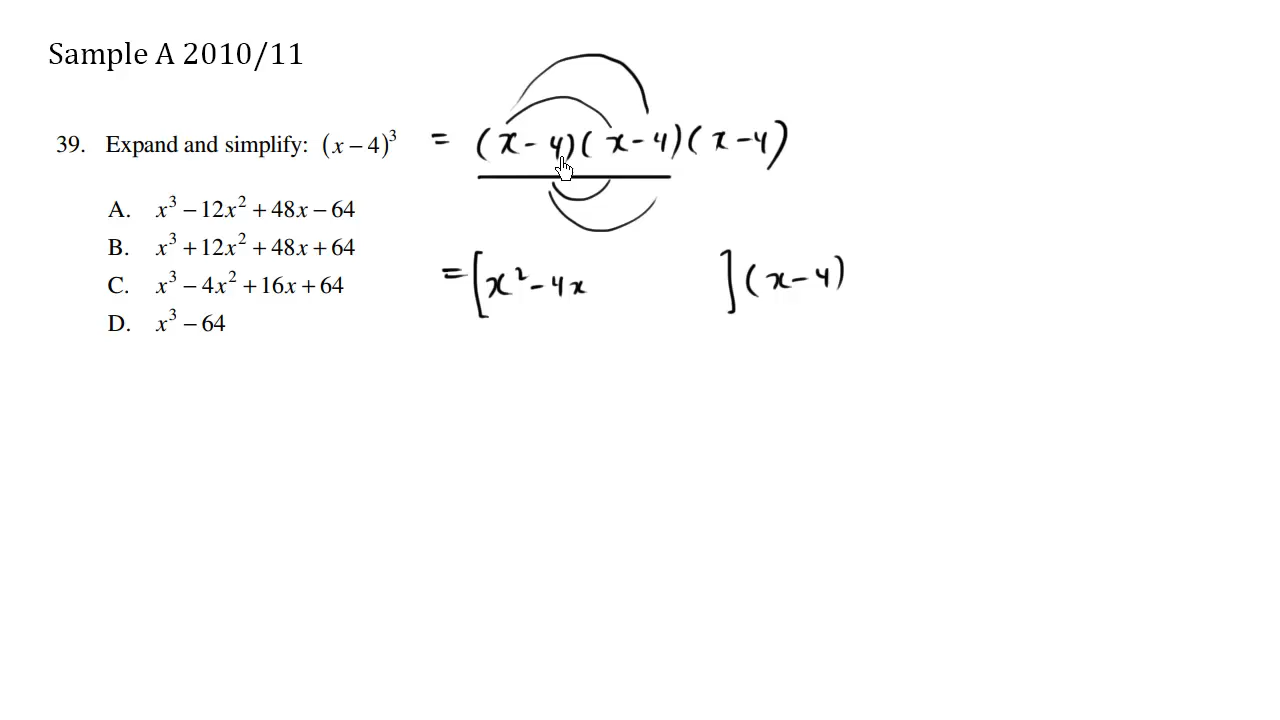 Sample A 2010/11
39. Expand and simplify: (x − 4)³ = (x − 4)(x − 4)(x − 4)
A. x³ − 12x² + 48x − 64
B. x³ + 12x² + 48x + 64
= [x² − 4x ](x − 4)
C. x³ − 4x² + 16x + 64
D. x³ − 64